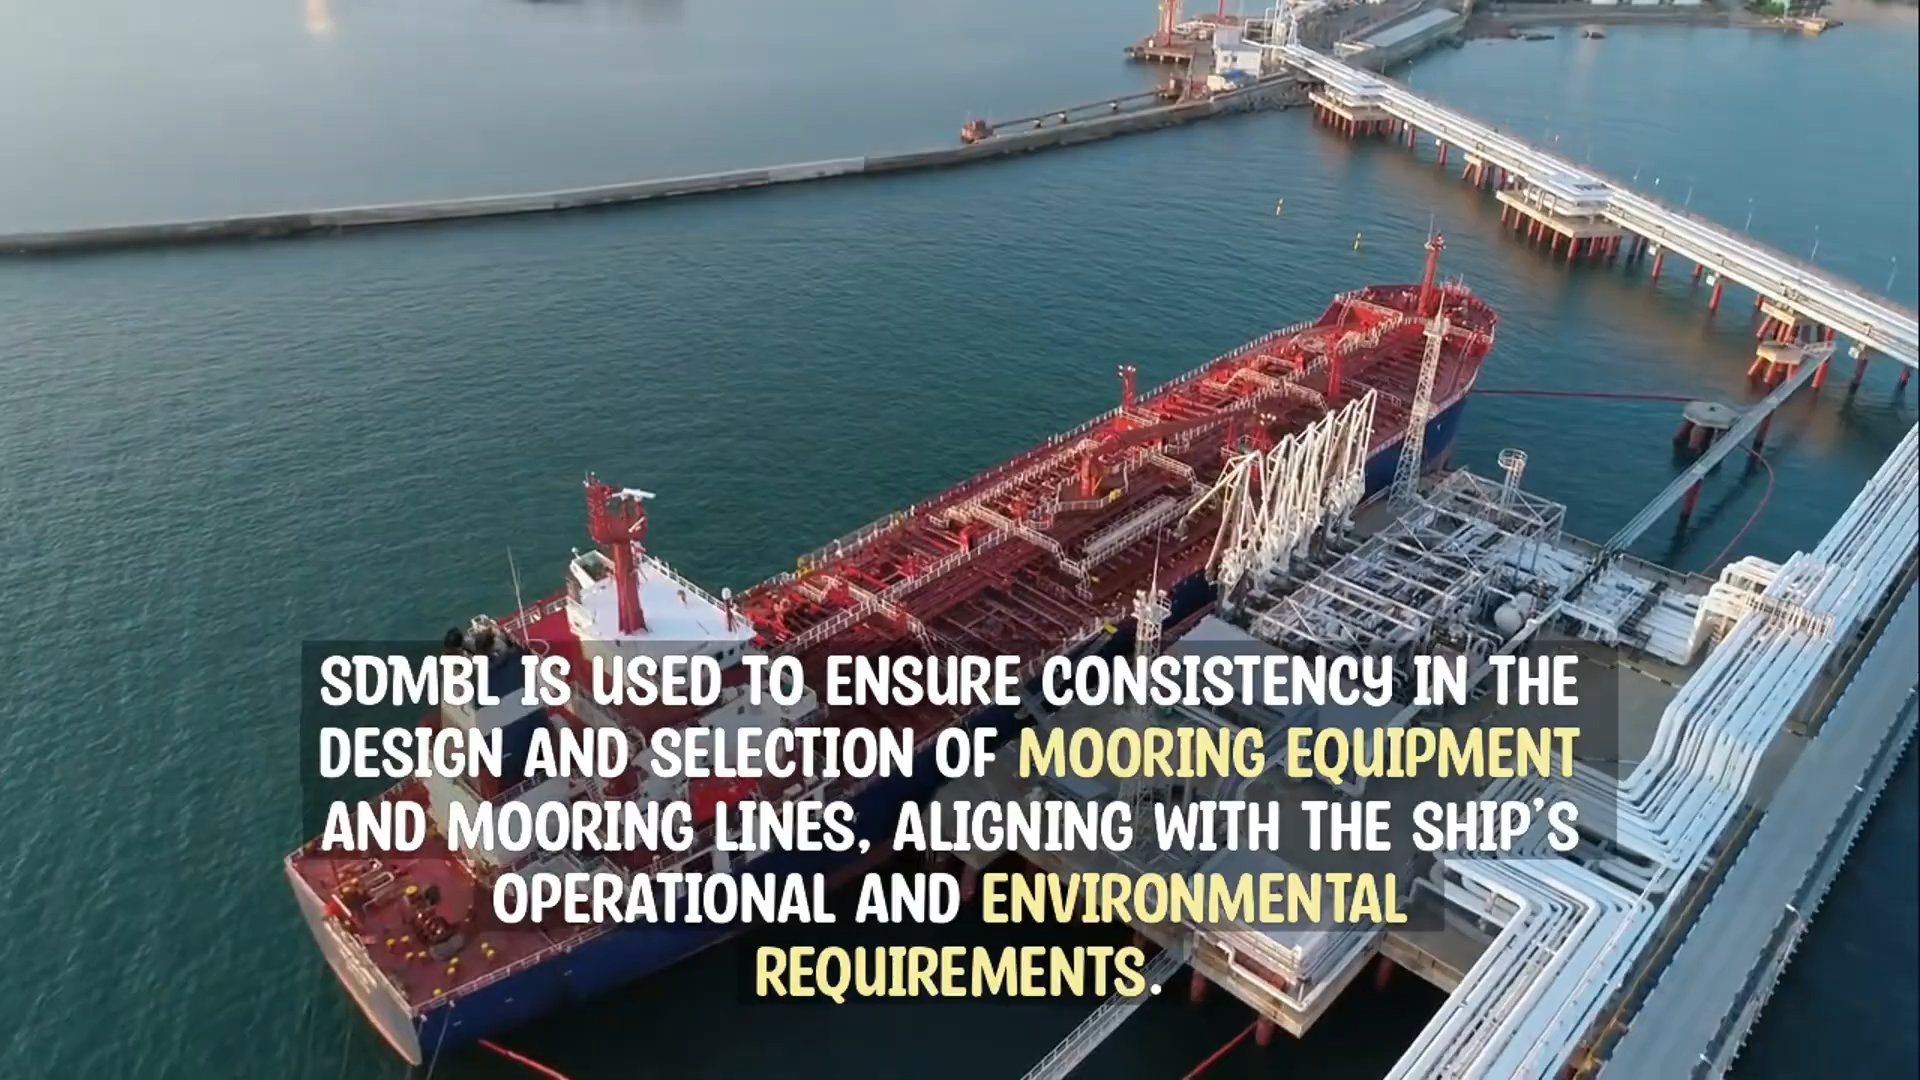 SDMBL IS USED TO ENSURE CONSISTENCY IN THE
DESIGN AND SELECTION OF MOORING EQUIPMENT
AND MOORING LINES, ALIGNING WITH THE SHIP'S
OPERATIONAL AND ENVIRONMENTAL
REQUIREMENTS.